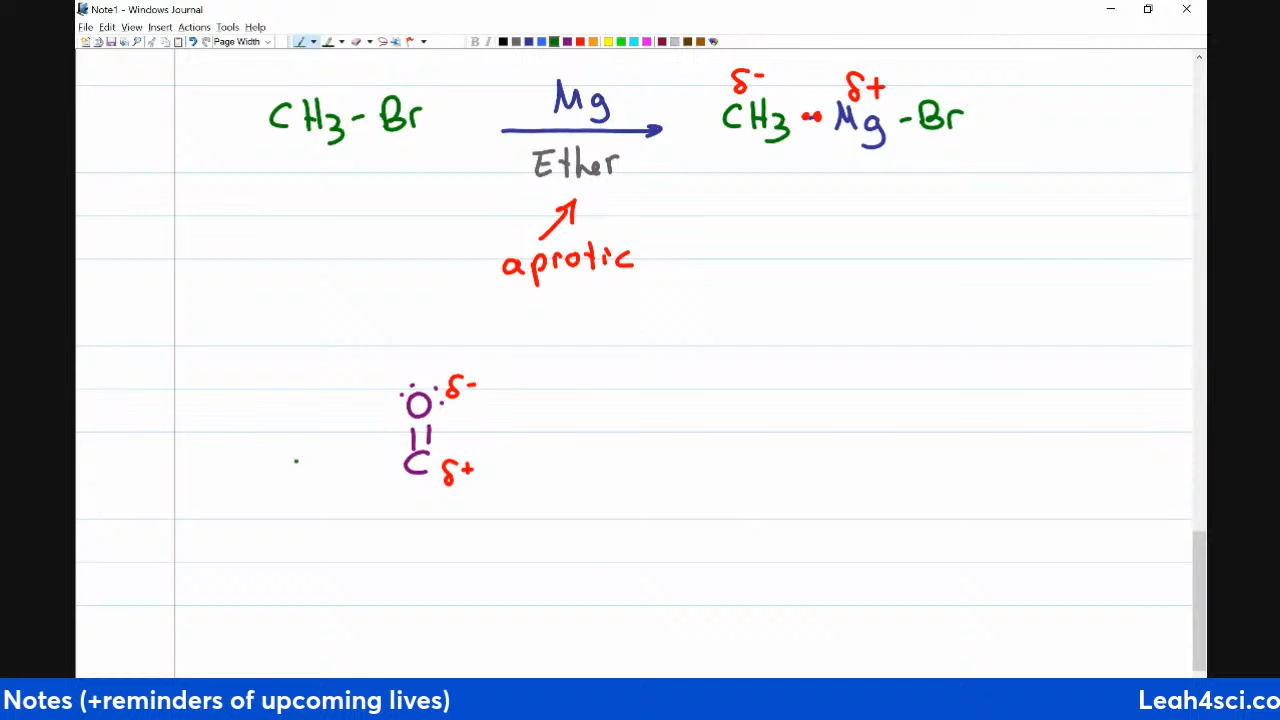 Note1 - Windows Journal
File Edit View Insert Actions Tools Help
Page Width B I
δ- δ+
CH3-Br Mg CH3 •• Mg -Br
Ether
aprotic
O δ-
C δ+
Notes (+reminders of upcoming lives) Leah4sci.co